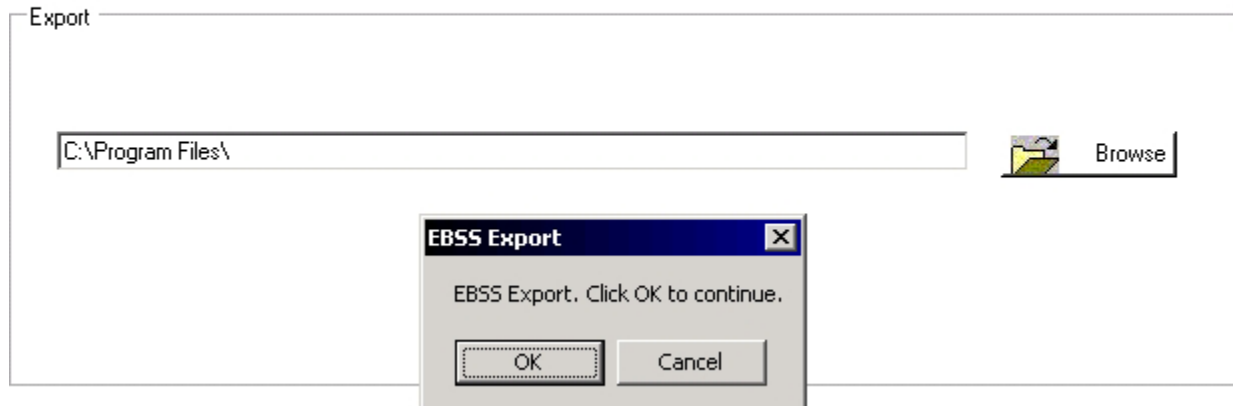 Export
C:\Program Files\
Browse
EBSS Export
EBSS Export. Click OK to continue.
OK
Cancel